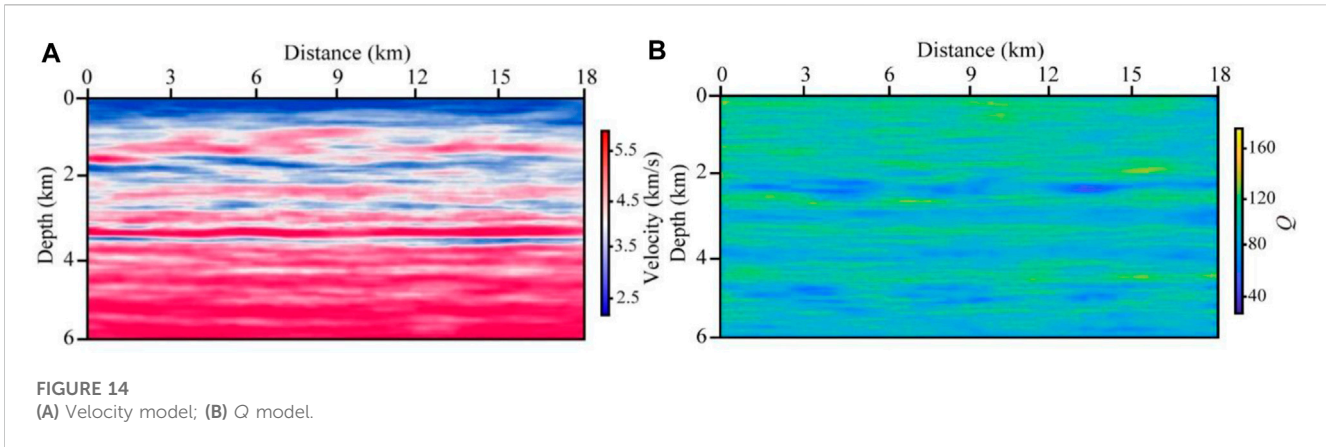 A
Distance (km)
0 3 6 9 12 15 18
0
2
4
6
Depth (km)
5.5
4.5
3.5
2.5
Velocity (km/s)
B
Distance (km)
0 3 6 9 12 15 18
0
2
4
6
Depth (km)
160
120
80
40
Q
FIGURE 14
(A) Velocity model; (B) Q model.